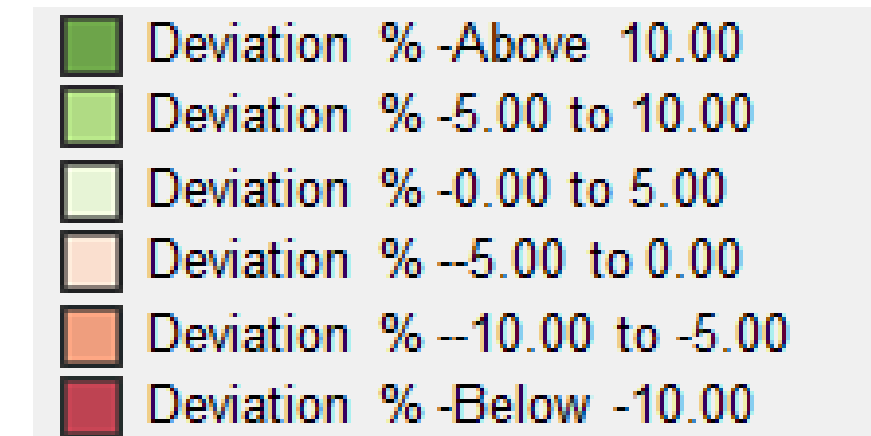 Deviation % -Above 10.00
Deviation % -5.00 to 10.00
Deviation % -0.00 to 5.00
Deviation % --5.00 to 0.00
Deviation % --10.00 to -5.00
Deviation % -Below -10.00